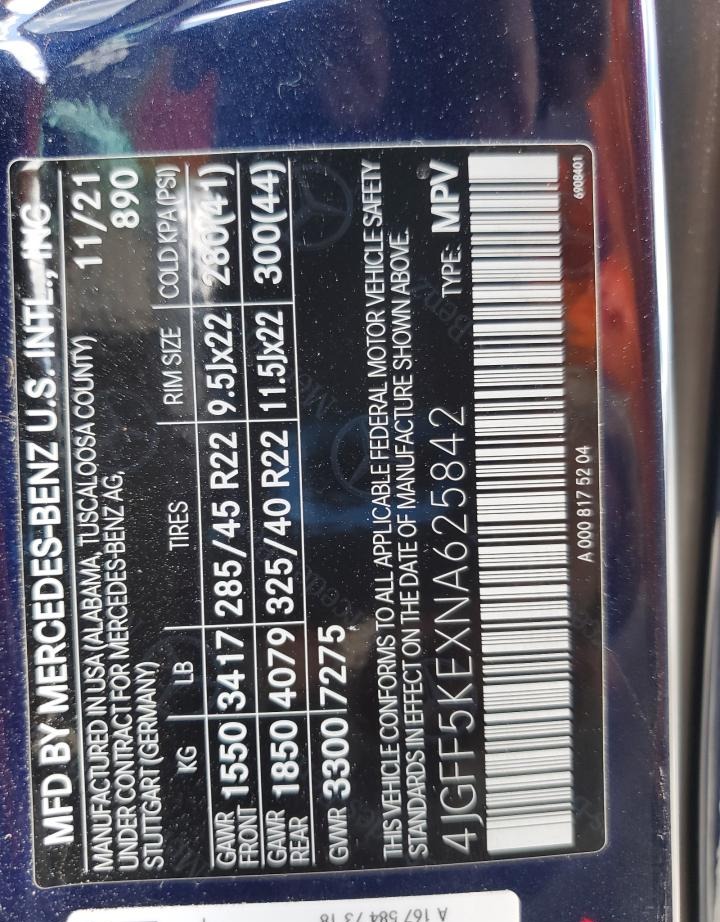 MFD BY MERCEDES-BENZ U.S. INTL., INC
MANUFACTURED IN USA (ALABAMA, TUSCALOOSA COUNTY) 11/21
UNDER CONTRACT FOR MERCEDES-BENZ AG, 890
STUTTGART (GERMANY)
KG LB TIRES RIM SIZE COLD KPA (PSI)
GAWR FRONT 1550 3417 285/45 R22 9.5Jx22 280(41)
GAWR REAR 1850 4079 325/40 R22 11.5Jx22 300(44)
GVWR 3300 7275
THIS VEHICLE CONFORMS TO ALL APPLICABLE FEDERAL MOTOR VEHICLE SAFETY
STANDARDS IN EFFECT ON THE DATE OF MANUFACTURE SHOWN ABOVE.
4JGFF5KEXNA625842 TYPE: MPV
A 000 817 52 04 6908401
A 167 584 73 18